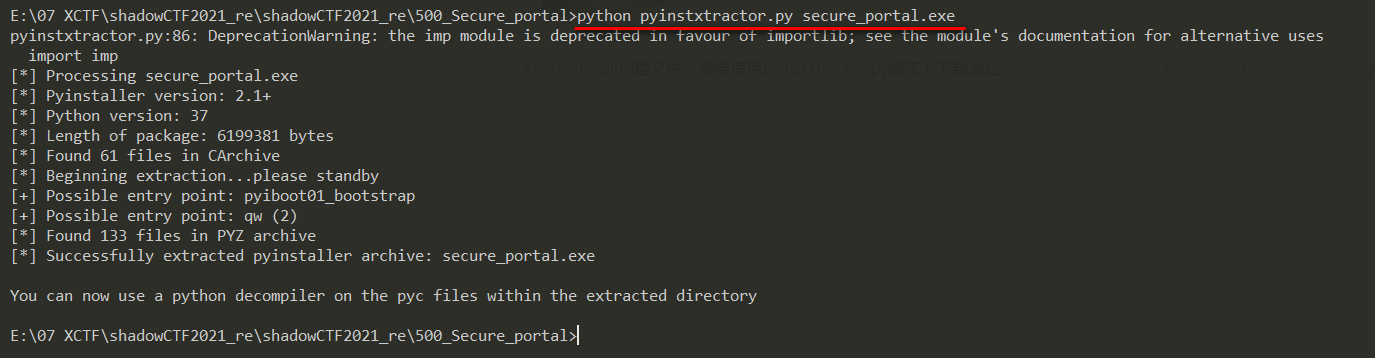 E:\07 XCTF\shadowCTF2021_re\shadowCTF2021_re\500_Secure_portal>python pyinstxtractor.py secure_portal.exe
pyinstxtractor.py:86: DeprecationWarning: the imp module is deprecated in favour of importlib; see the module's documentation for alternative uses
  import imp
[*] Processing secure_portal.exe
[*] Pyinstaller version: 2.1+
[*] Python version: 37
[*] Length of package: 6199381 bytes
[*] Found 61 files in CArchive
[*] Beginning extraction...please standby
[+] Possible entry point: pyiboot01_bootstrap
[+] Possible entry point: qw (2)
[*] Found 133 files in PYZ archive
[*] Successfully extracted pyinstaller archive: secure_portal.exe
You can now use a python decompiler on the pyc files within the extracted directory
E:\07 XCTF\shadowCTF2021_re\shadowCTF2021_re\500_Secure_portal>